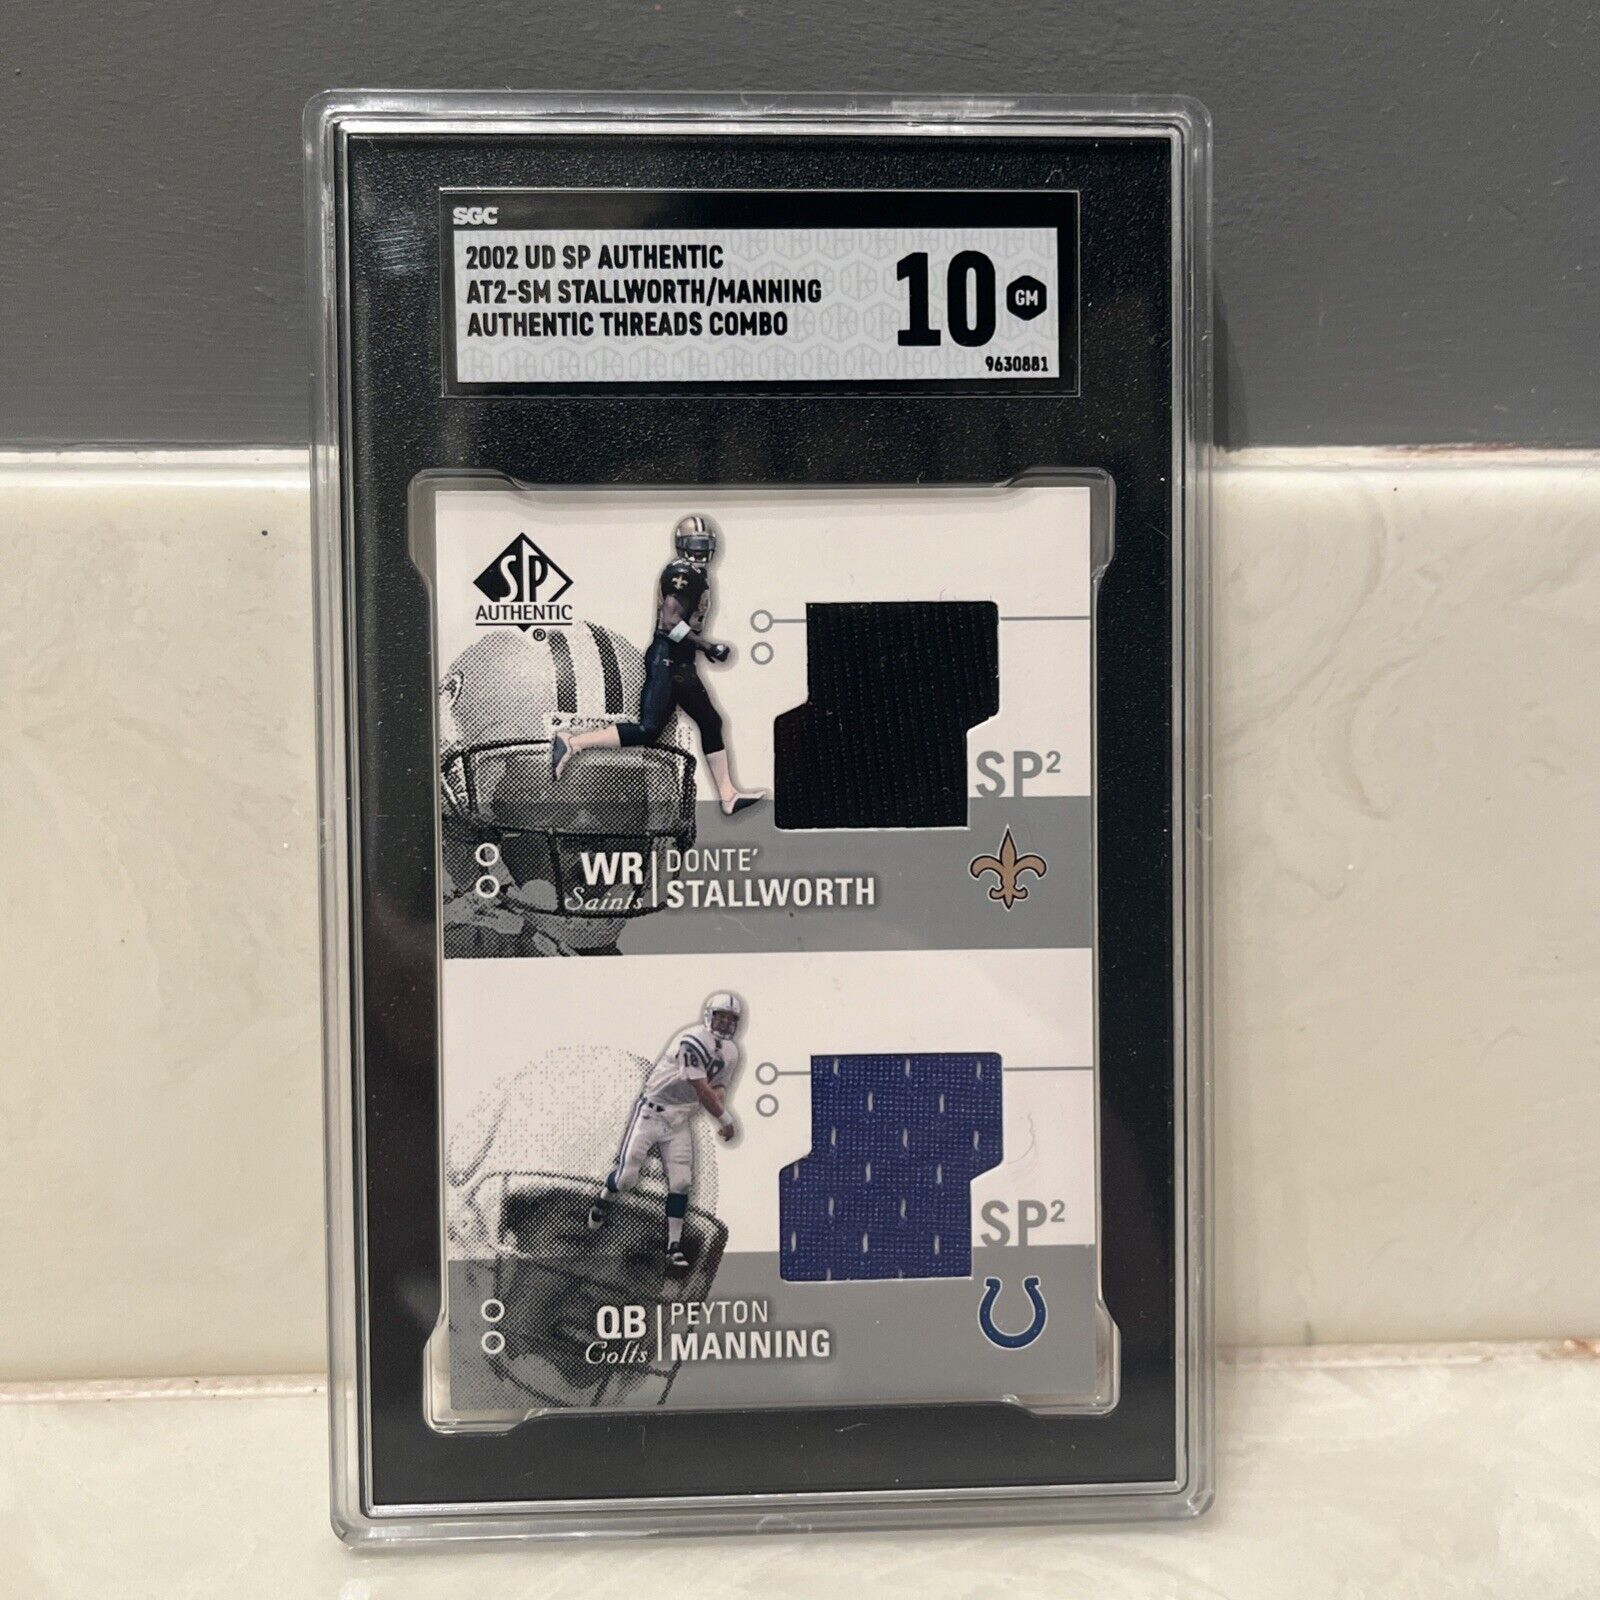 SGC
2002 UD SP AUTHENTIC
AT2-SM STALLWORTH/MANNING
AUTHENTIC THREADS COMBO
10 GM
9630881
SP
AUTHENTIC
®
SP2
WR DONTE’
Saints STALLWORTH
18
SP2
QB PEYTON
Colts MANNING